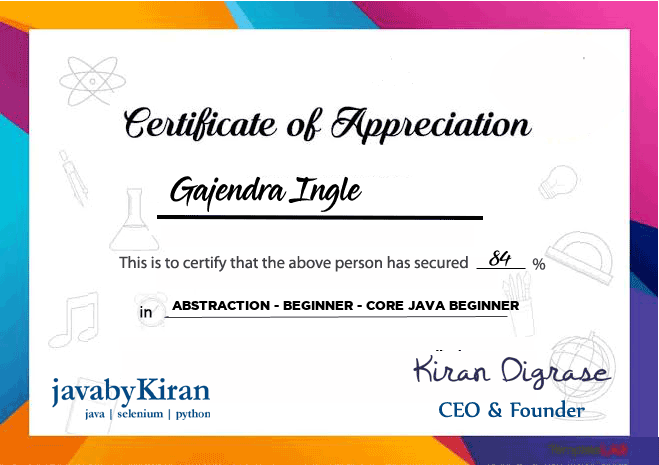 Certificate of Appreciation
Gajendra Ingle
This is to certify that the above person has secured 84 %
in ABSTRACTION - BEGINNER - CORE JAVA BEGINNER
Kiran Digrase
javabyKiran
CEO & Founder
java | selenium | python